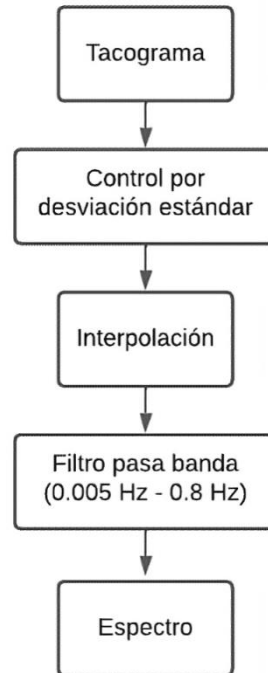 Tacograma
Control por
desviación estándar
Interpolación
Filtro pasa banda
(0.005 Hz - 0.8 Hz)
Espectro